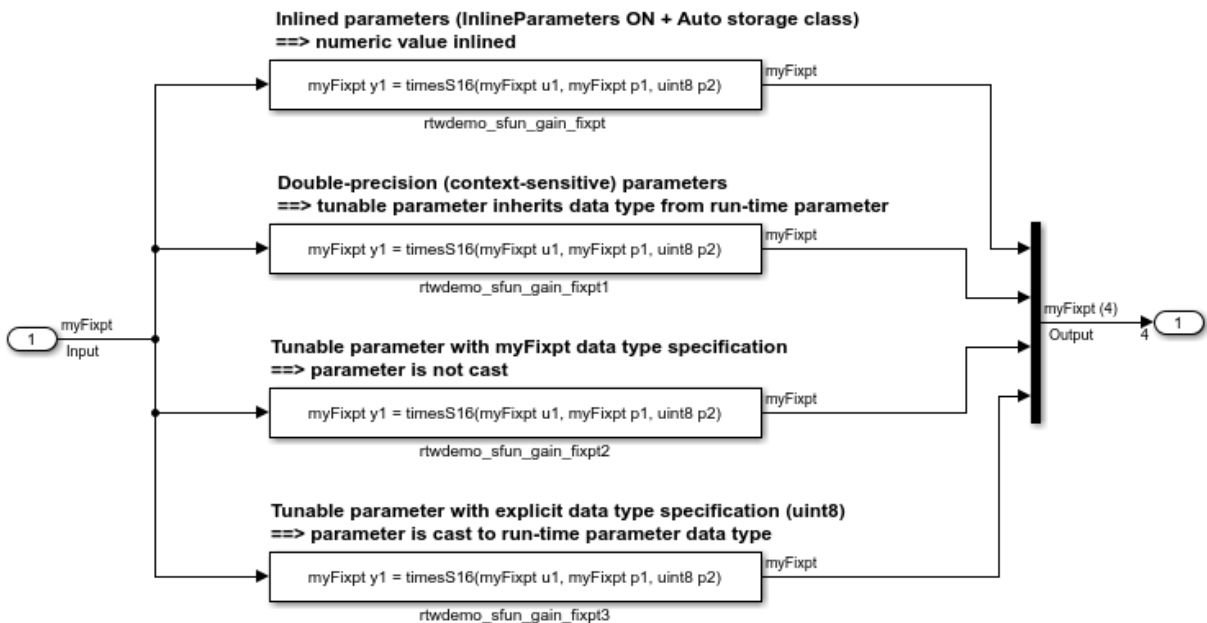 Inlined parameters (InlineParameters ON + Auto storage class)
==> numeric value inlined
myFixpt y1 = timesS16(myFixpt u1, myFixpt p1, uint8 p2)
myFixpt
rtwdemo_sfun_gain_fixpt
Double-precision (context-sensitive) parameters
==> tunable parameter inherits data type from run-time parameter
myFixpt y1 = timesS16(myFixpt u1, myFixpt p1, uint8 p2)
myFixpt
rtwdemo_sfun_gain_fixpt1
1
myFixpt
Input
myFixpt (4)
Output
4
1
Tunable parameter with myFixpt data type specification
==> parameter is not cast
myFixpt y1 = timesS16(myFixpt u1, myFixpt p1, uint8 p2)
myFixpt
rtwdemo_sfun_gain_fixpt2
Tunable parameter with explicit data type specification (uint8)
==> parameter is cast to run-time parameter data type
myFixpt y1 = timesS16(myFixpt u1, myFixpt p1, uint8 p2)
myFixpt
rtwdemo_sfun_gain_fixpt3